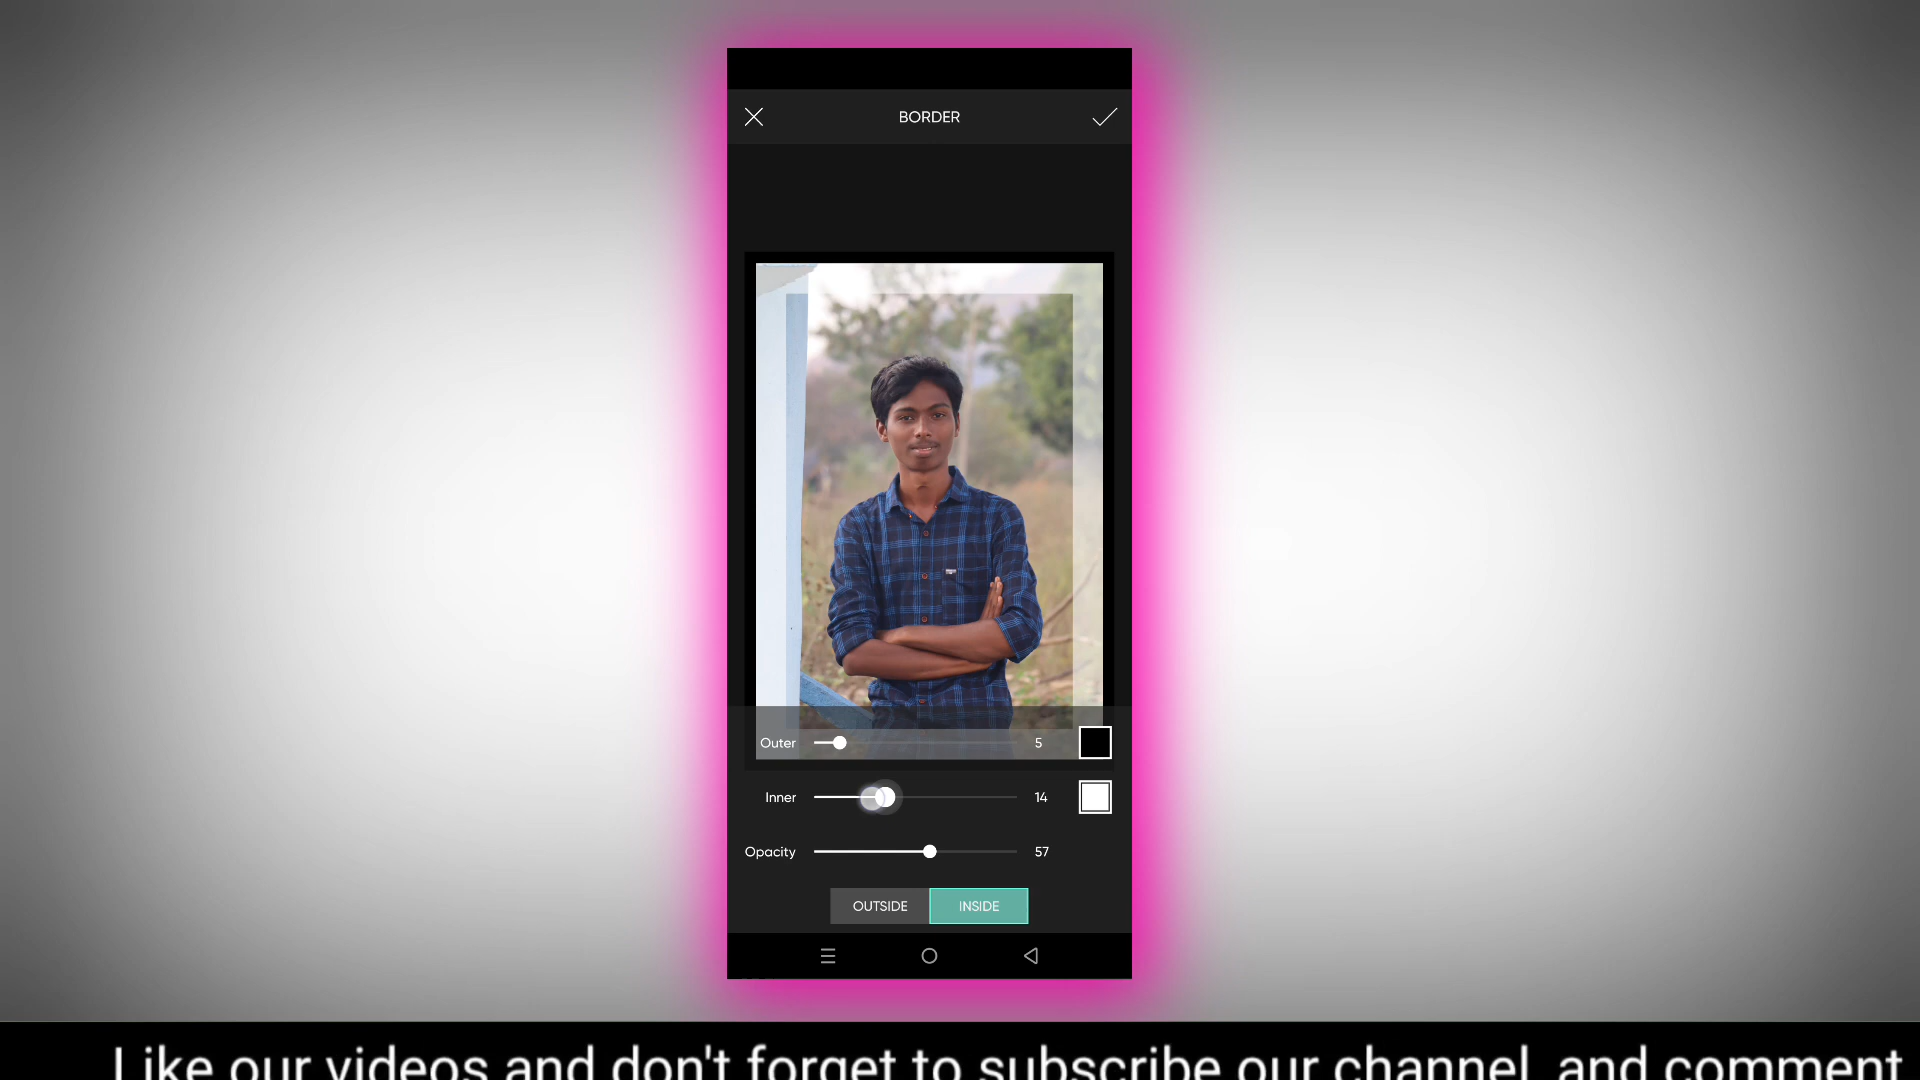 BORDER
Outer 5
Inner 14
Opacity 57
OUTSIDE INSIDE
Like our videos and don't forget to subscribe our channel, and comment